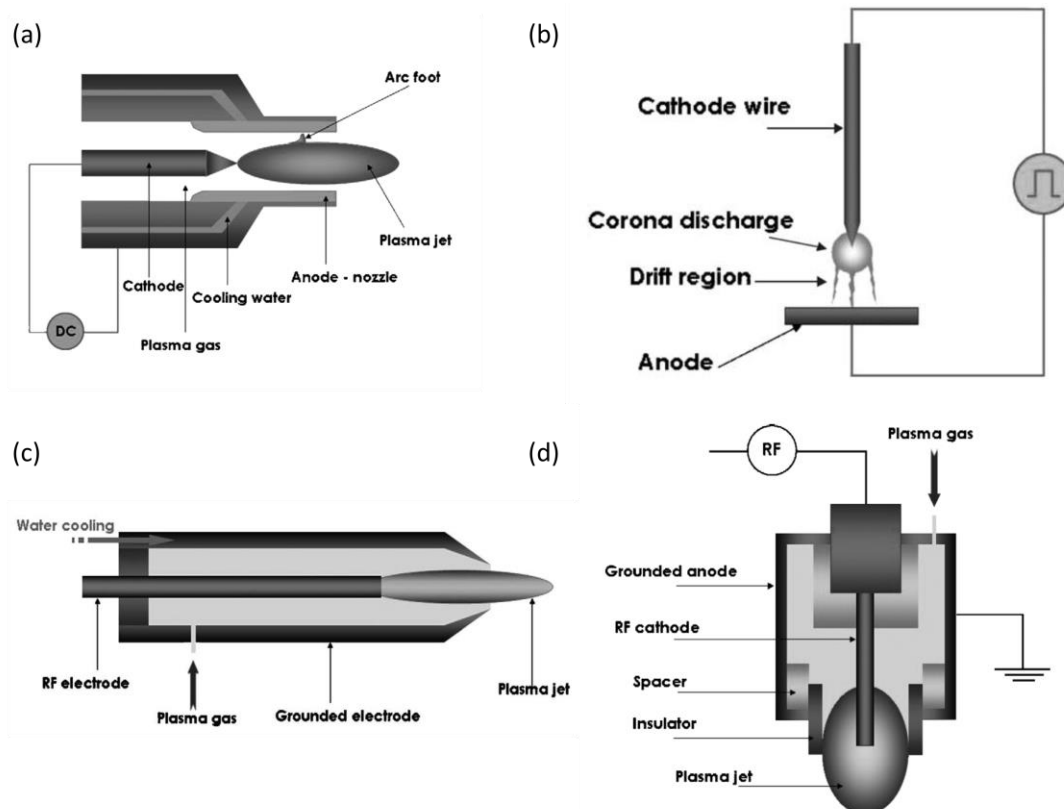 (a)
Arc foot
Plasma jet
Anode - nozzle
Cathode
Cooling water
DC
Plasma gas
(b)
Cathode wire
Corona discharge
Drift region
Anode
(c)
Water cooling
RF electrode
Plasma gas
Grounded electrode
Plasma jet
(d)
RF
Plasma gas
Grounded anode
RF cathode
Spacer
Insulator
Plasma jet